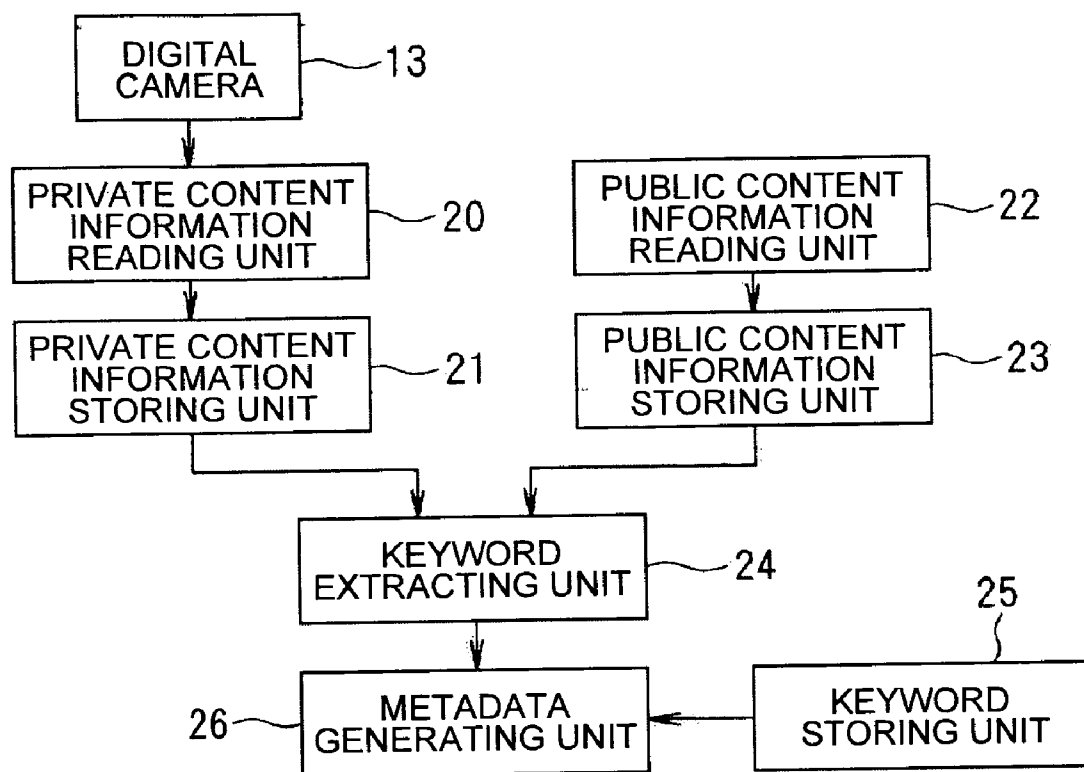 DIGITAL
CAMERA
13
PRIVATE CONTENT
INFORMATION
READING UNIT
20
PUBLIC CONTENT
INFORMATION
READING UNIT
22
PRIVATE CONTENT
INFORMATION
STORING UNIT
21
PUBLIC CONTENT
INFORMATION
STORING UNIT
23
KEYWORD
EXTRACTING UNIT
24
25
26
METADATA
GENERATING UNIT
KEYWORD
STORING UNIT